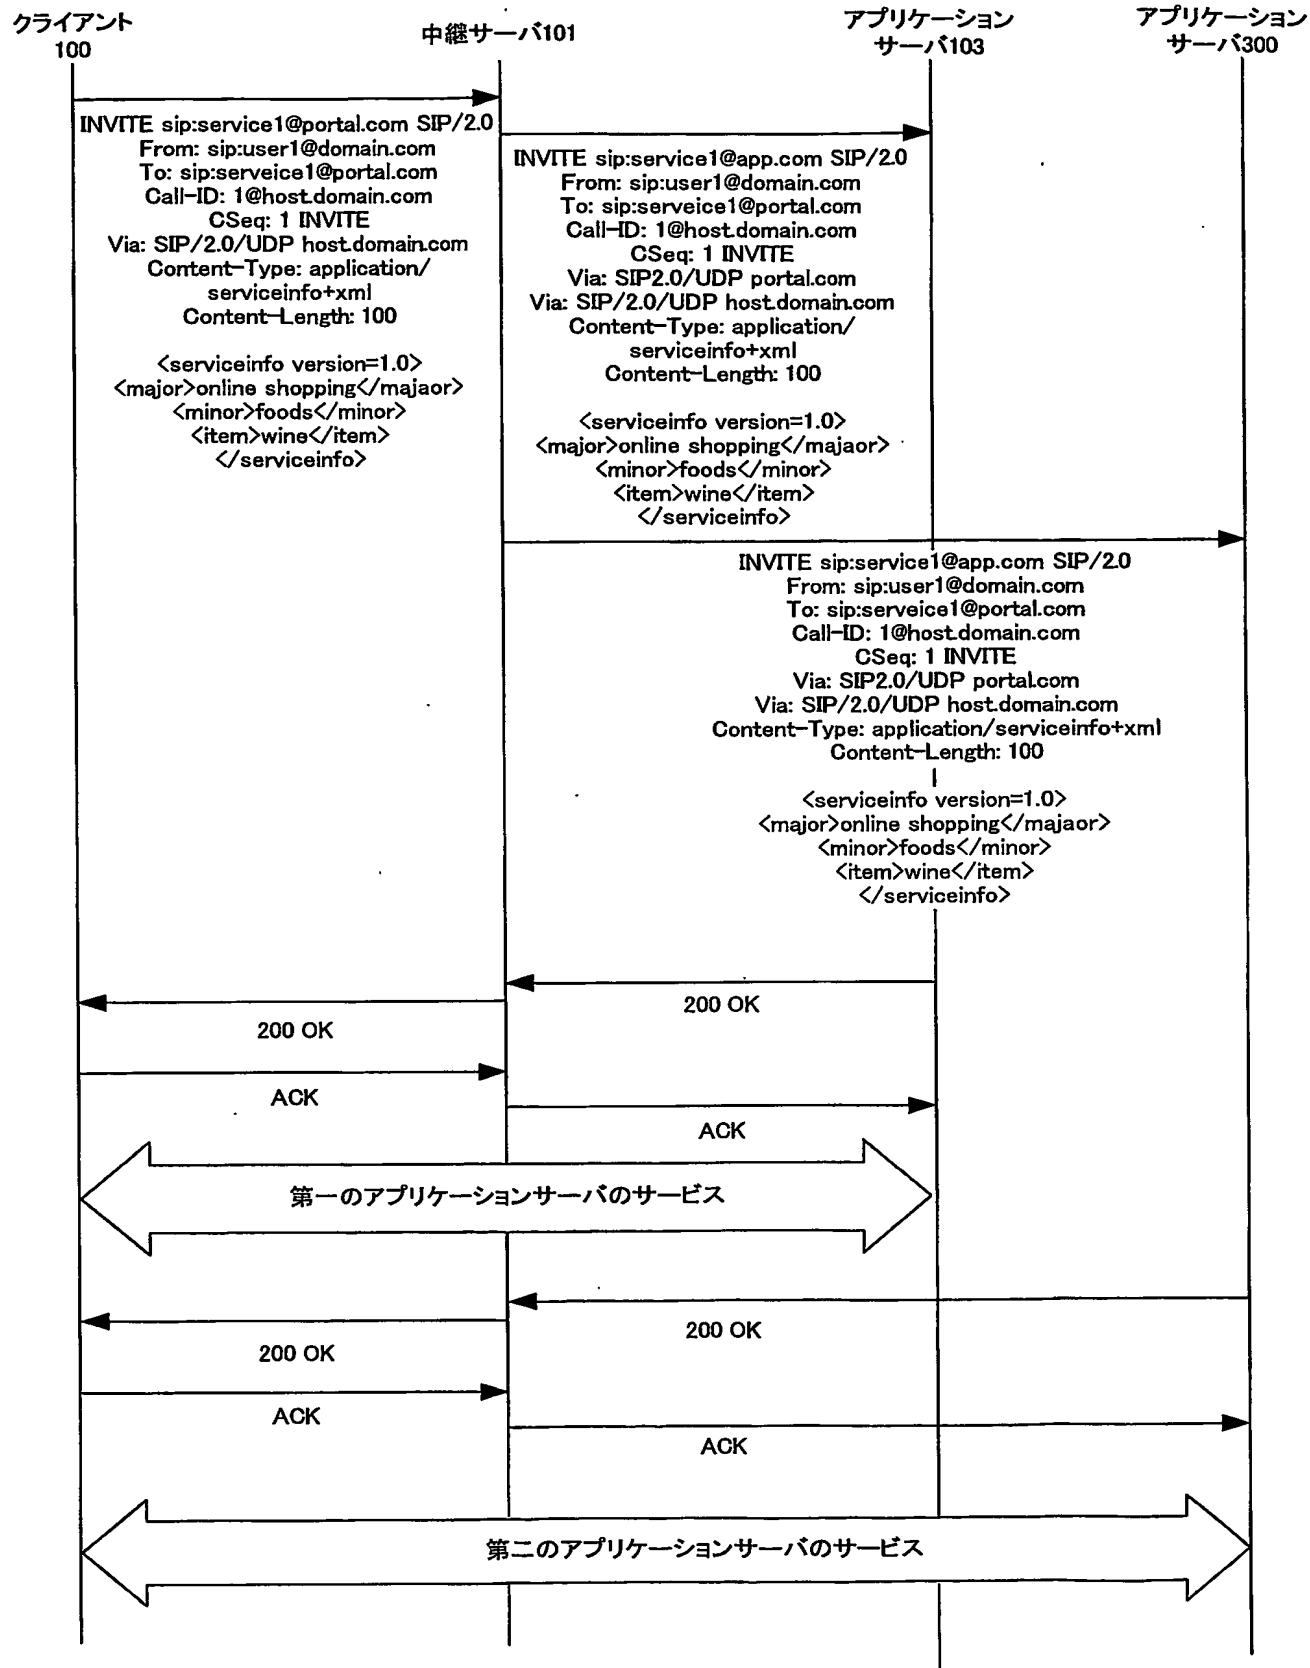 クライアント
100
中継サーバ101
アプリケーション
サーバ103
アプリケーション
サーバ300
INVITE sip:service1@portal.com SIP/2.0
From: sip:user1@domain.com
To: sip:serveice1@portal.com
Call-ID: 1@host.domain.com
CSeq: 1 INVITE
Via: SIP/2.0/UDP host.domain.com
Content-Type: application/
serviceinfo+xml
Content-Length: 100
<serviceinfo version=1.0>
<major>online shopping</majaor>
<minor>foods</minor>
<item>wine</item>
</serviceinfo>
INVITE sip:service1@app.com SIP/2.0
From: sip:user1@domain.com
To: sip:serveice1@portal.com
Call-ID: 1@host.domain.com
CSeq: 1 INVITE
Via: SIP2.0/UDP portal.com
Via: SIP/2.0/UDP host.domain.com
Content-Type: application/
serviceinfo+xml
Content-Length: 100
<serviceinfo version=1.0>
<major>online shopping</majaor>
<minor>foods</minor>
<item>wine</item>
</serviceinfo>
INVITE sip:service1@app.com SIP/2.0
From: sip:user1@domain.com
To: sip:serveice1@portal.com
Call-ID: 1@host.domain.com
CSeq: 1 INVITE
Via: SIP2.0/UDP portal.com
Via: SIP/2.0/UDP host.domain.com
Content-Type: application/serviceinfo+xml
Content-Length: 100
<serviceinfo version=1.0>
<major>online shopping</majaor>
<minor>foods</minor>
<item>wine</item>
</serviceinfo>
200 OK
200 OK
ACK
ACK
第一のアプリケーションサーバのサービス
200 OK
200 OK
ACK
ACK
第二のアプリケーションサーバのサービス